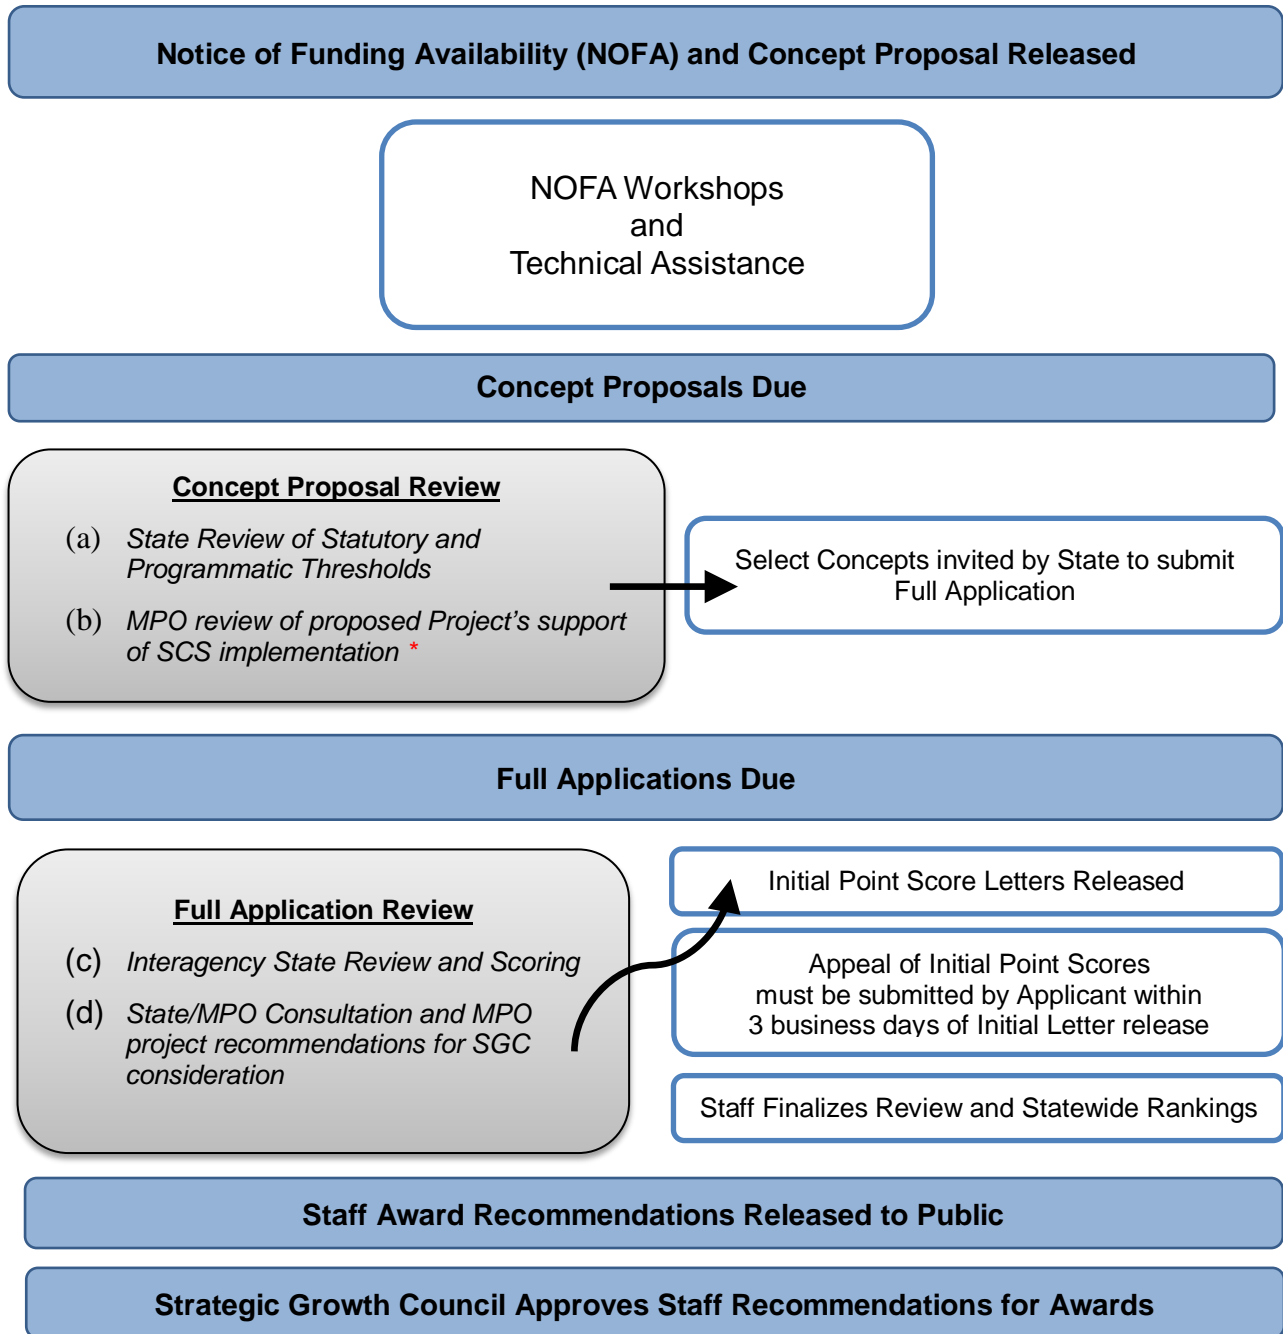 Notice of Funding Availability (NOFA) and Concept Proposal Released
NOFA Workshops
and
Technical Assistance
Concept Proposals Due
Concept Proposal Review
(a) State Review of Statutory and
Programmatic Thresholds
(b) MPO review of proposed Project’s support
of SCS implementation *
Select Concepts invited by State to submit
Full Application
Full Applications Due
Full Application Review
(c) Interagency State Review and Scoring
(d) State/MPO Consultation and MPO
project recommendations for SGC
consideration
Initial Point Score Letters Released
Appeal of Initial Point Scores
must be submitted by Applicant within
3 business days of Initial Letter release
Staff Finalizes Review and Statewide Rankings
Staff Award Recommendations Released to Public
Strategic Growth Council Approves Staff Recommendations for Awards